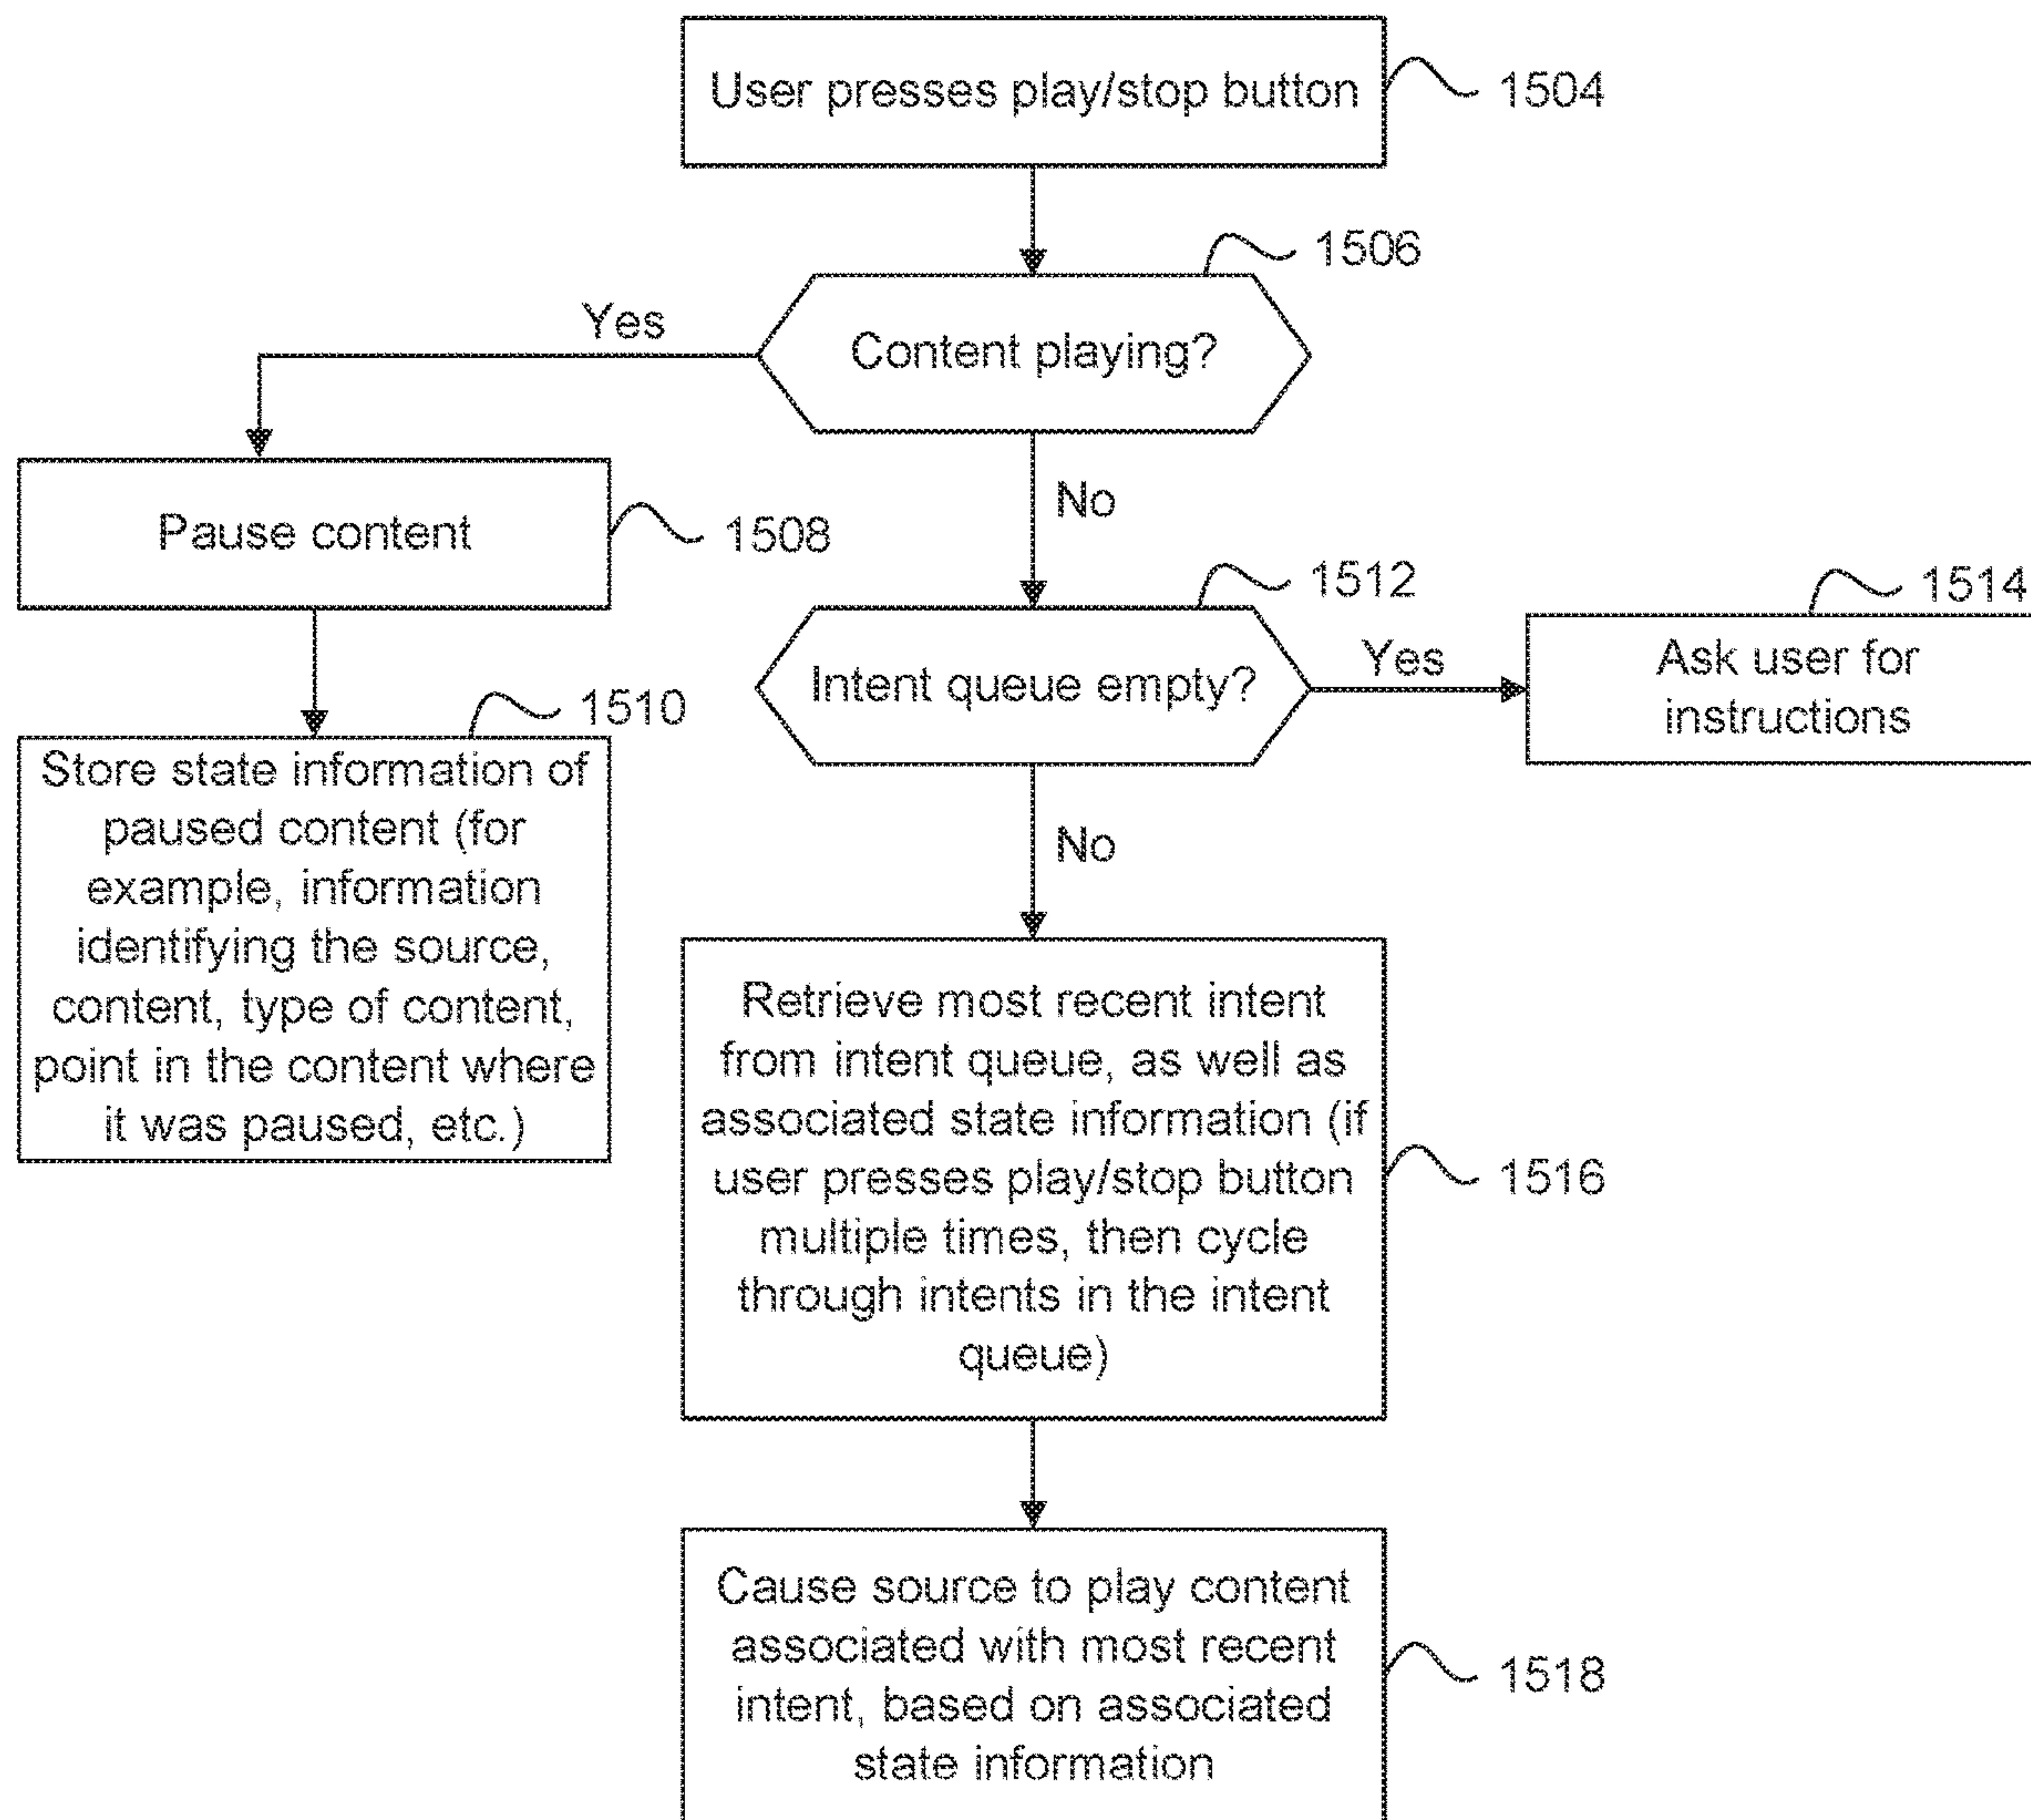 User presses play/stop button
1504
1506
Yes
Content playing?
No
Pause content
1508
1512
1514
Intent queue empty?
Yes
Ask user for
instructions
1510
Store state information of
paused content (for
example, information
identifying the source,
content, type of content,
point in the content where
it was paused, etc.)
No
Retrieve most recent intent
from intent queue, as well as
associated state information (if
user presses play/stop button
multiple times, then cycle
through intents in the intent
queue)
1516
Cause source to play content
associated with most recent
intent, based on associated
state information
1518